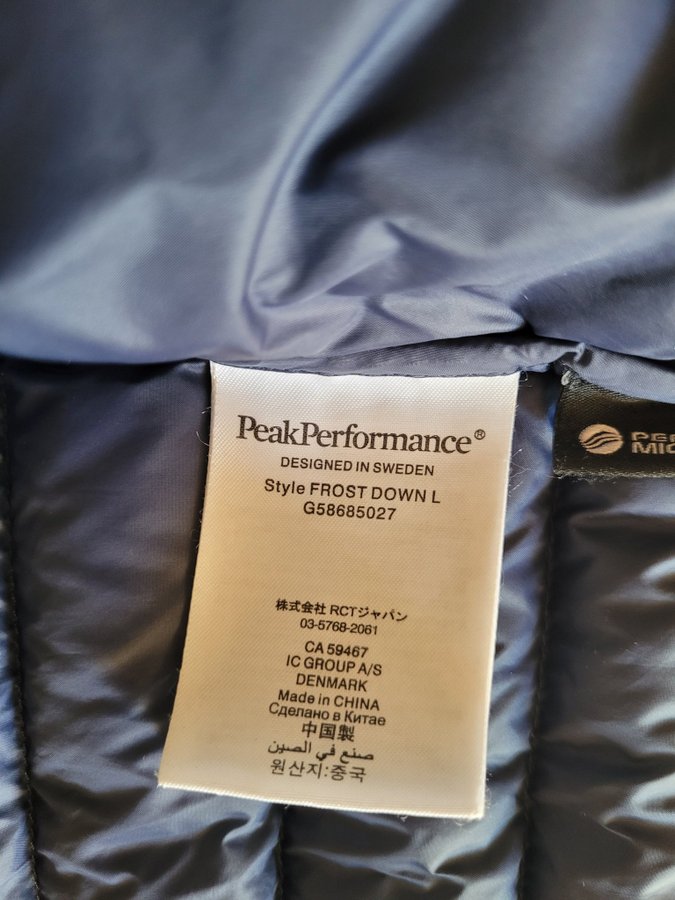 PeakPerformance®
DESIGNED IN SWEDEN
Style FROST DOWN L
G58685027
株式会社 RCTジャパン
03-5768-2061
CA 59467
IC GROUP A/S
DENMARK
Made in CHINA
Сделано в Китае
中国製
صنع في الصين
원산지:중국